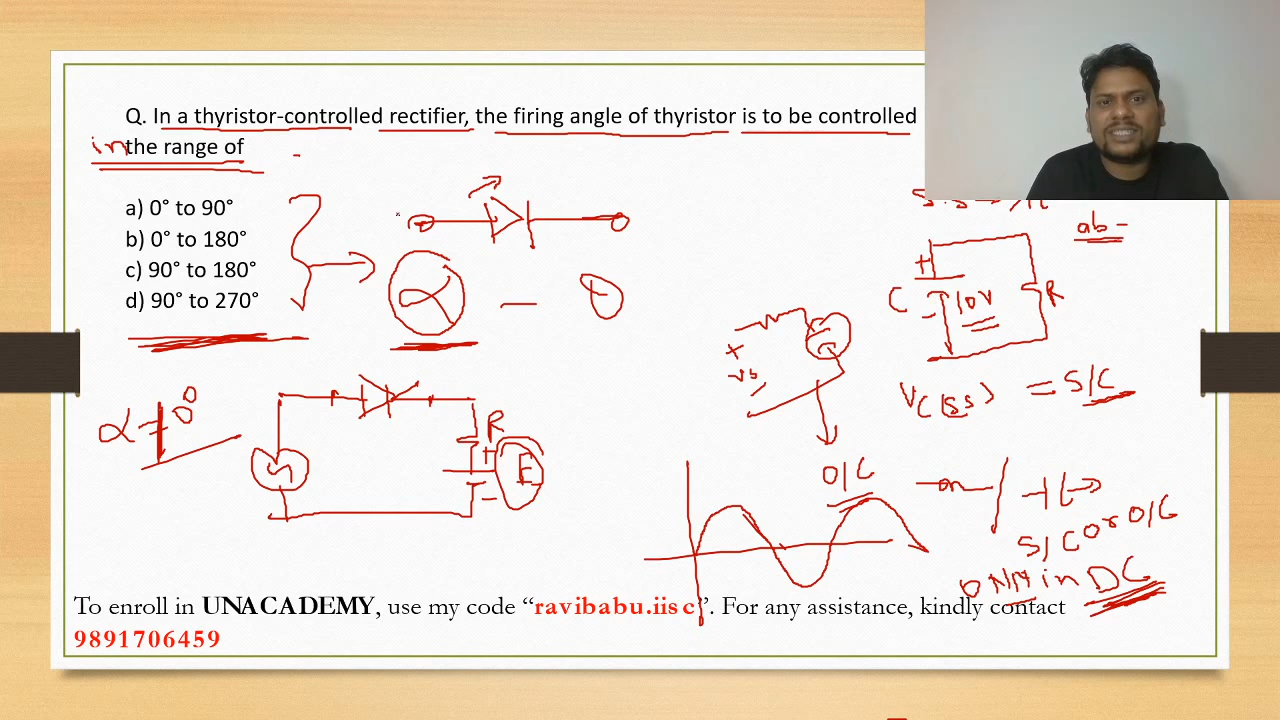 Q. In a thyristor-controlled rectifier, the firing angle of thyristor is to be controlled
in the range of
a) 0° to 90°
b) 0° to 180°
c) 90° to 180°
d) 90° to 270°
ab -
+
C 10V R
α - θ
+
Vs
VC(ss) = S/C
α = 0°
R
+ E
-
O/C
on
S/C or O/C
only in DC
To enroll in UNACADEMY, use my code “ravibabu.iisc”. For any assistance, kindly contact
9891706459